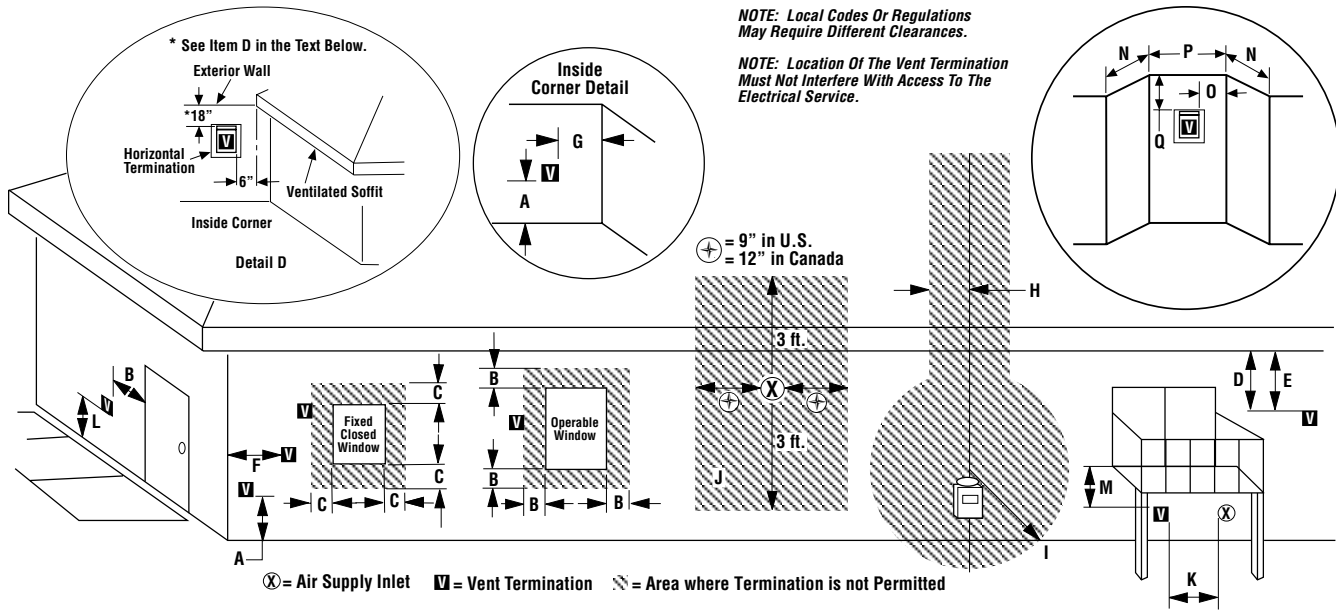 * See Item D in the Text Below.
Exterior Wall
*18”
V
Horizontal
Termination
6”
Ventilated Soffit
Inside Corner
Detail D
Inside
Corner Detail
G
V
A
NOTE: Local Codes Or Regulations
May Require Different Clearances.
NOTE: Location Of The Vent Termination
Must Not Interfere With Access To The
Electrical Service.
N P N
O
V
Q
= 9” in U.S.
= 12” in Canada
H
3 ft.
X
3 ft.
J
I
B
V
L
F V
V
A
C
V
Fixed
Closed
Window
C
C C
B
V
Operable
Window
B
B B
D E
V
M
V X
K
X = Air Supply Inlet V = Vent Termination = Area where Termination is not Permitted